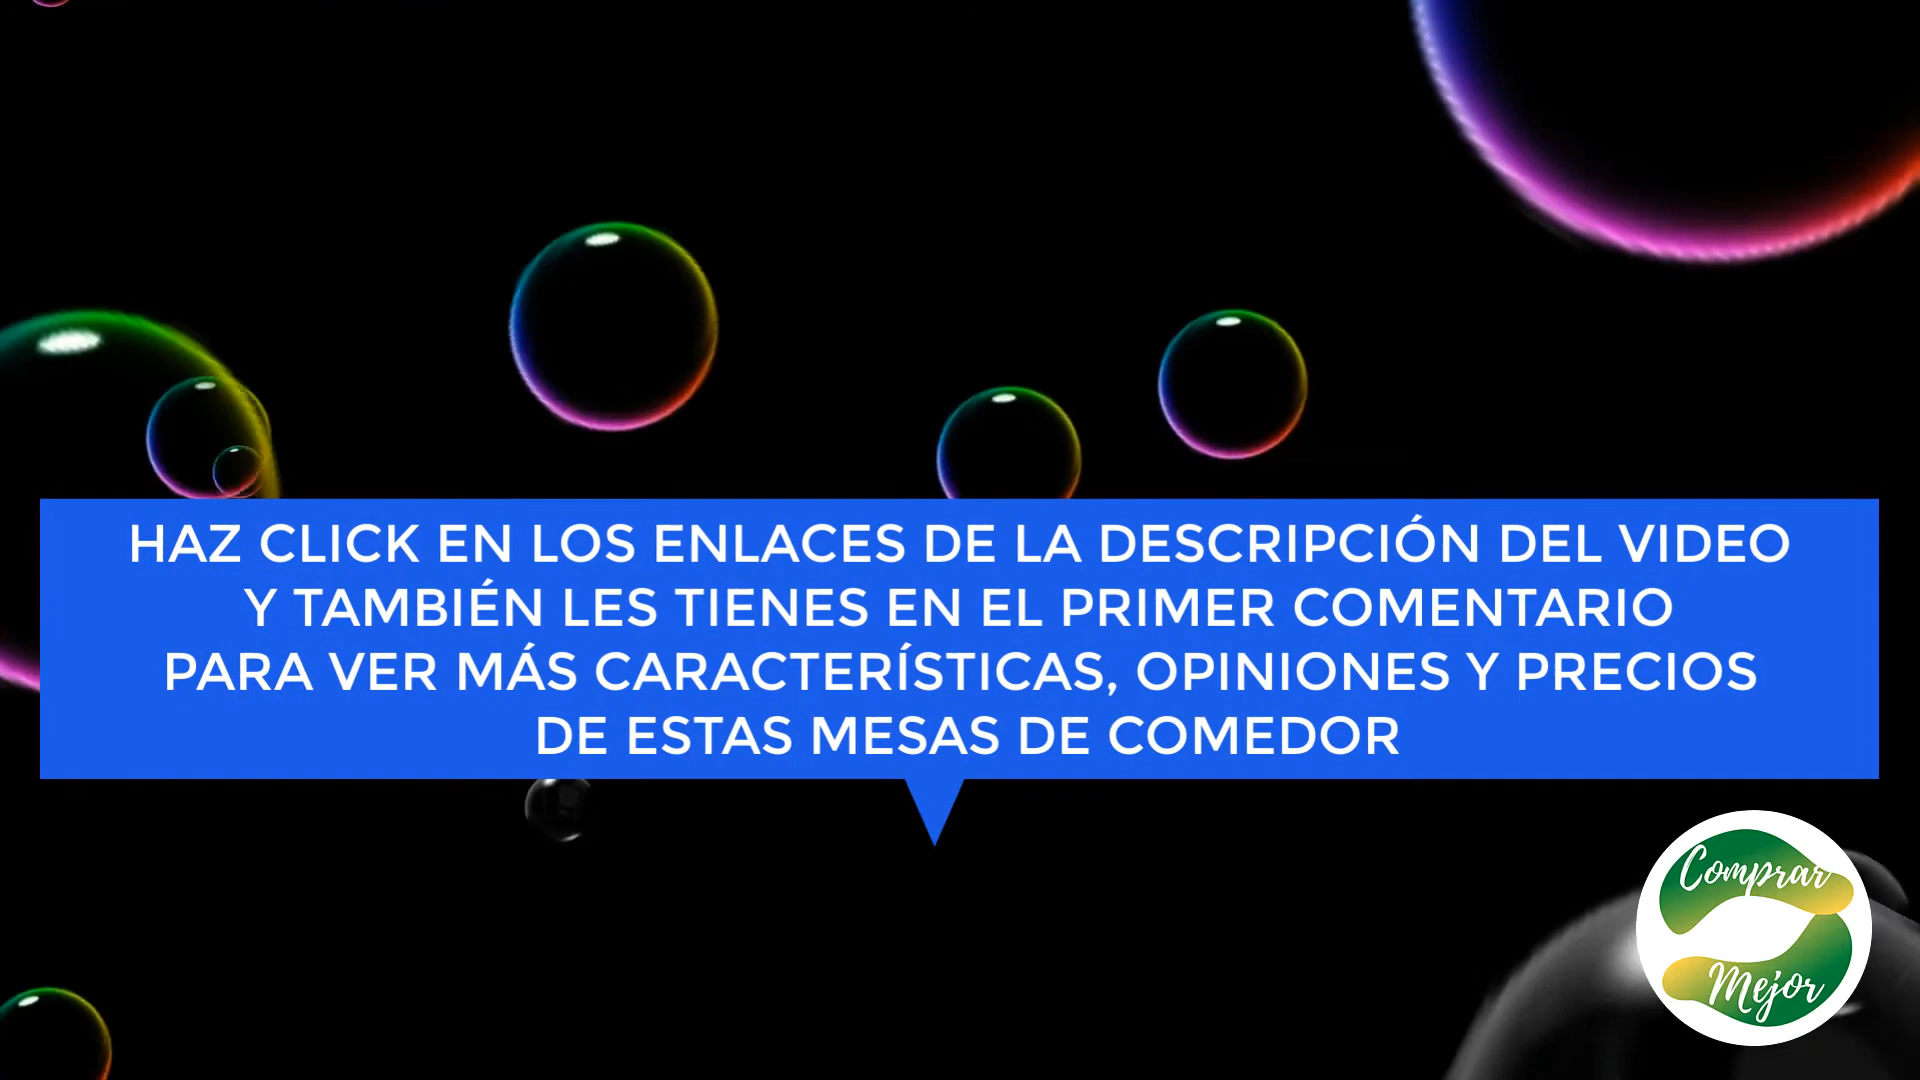 HAZ CLICK EN LOS ENLACES DE LA DESCRIPCIÓN DEL VIDEO
Y TAMBIÉN LES TIENES EN EL PRIMER COMENTARIO
PARA VER MÁS CARACTERÍSTICAS, OPINIONES Y PRECIOS
DE ESTAS MESAS DE COMEDOR
Comprar
Mejor